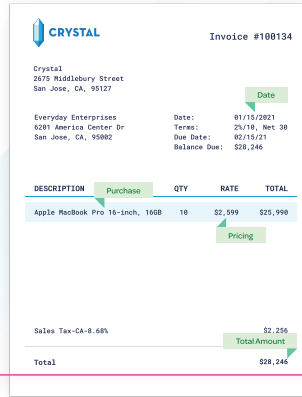 CRYSTAL
Invoice #100134
Crystal
2675 Middlebury Street
San Jose, CA, 95127
Date
Everyday Enterprises
6201 America Center Dr
San Jose, CA, 95002
Date: 01/15/2021
Terms: 2%/10, Net 30
Due Date: 02/15/21
Balance Due: $28,246
DESCRIPTION Purchase QTY RATE TOTAL
Apple MacBook Pro 16-inch, 16GB 10 $2,599 $25,990
Pricing
Sales Tax-CA-8.68% $2.256
Total Amount
Total $28,246